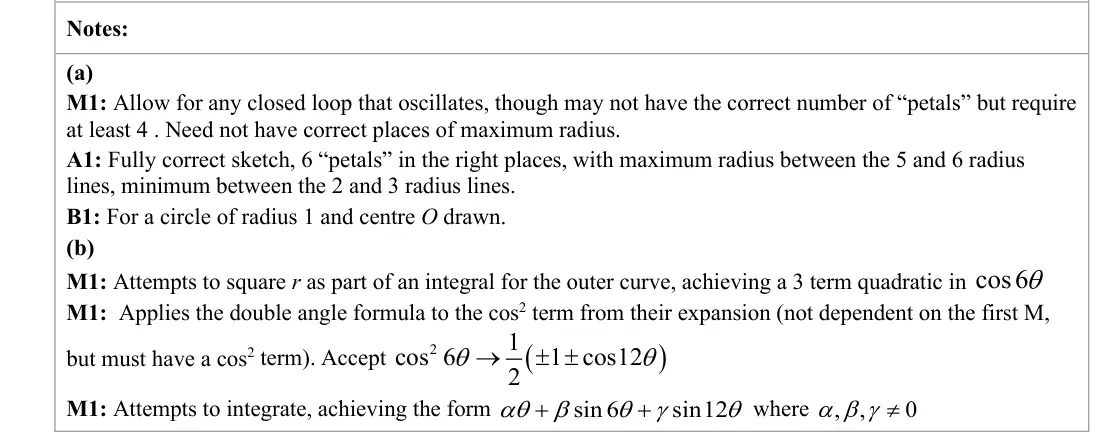 Notes:
(a)
M1: Allow for any closed loop that oscillates, though may not have the correct number of “petals” but require
at least 4 . Need not have correct places of maximum radius.
A1: Fully correct sketch, 6 “petals” in the right places, with maximum radius between the 5 and 6 radius
lines, minimum between the 2 and 3 radius lines.
B1: For a circle of radius 1 and centre O drawn.
(b)
M1: Attempts to square r as part of an integral for the outer curve, achieving a 3 term quadratic in cos 6θ
M1: Applies the double angle formula to the cos² term from their expansion (not dependent on the first M,
but must have a cos² term). Accept cos² 6θ → 1/2 (±1 ± cos12θ)
M1: Attempts to integrate, achieving the form αθ + β sin 6θ + γ sin12θ where α, β, γ ≠ 0